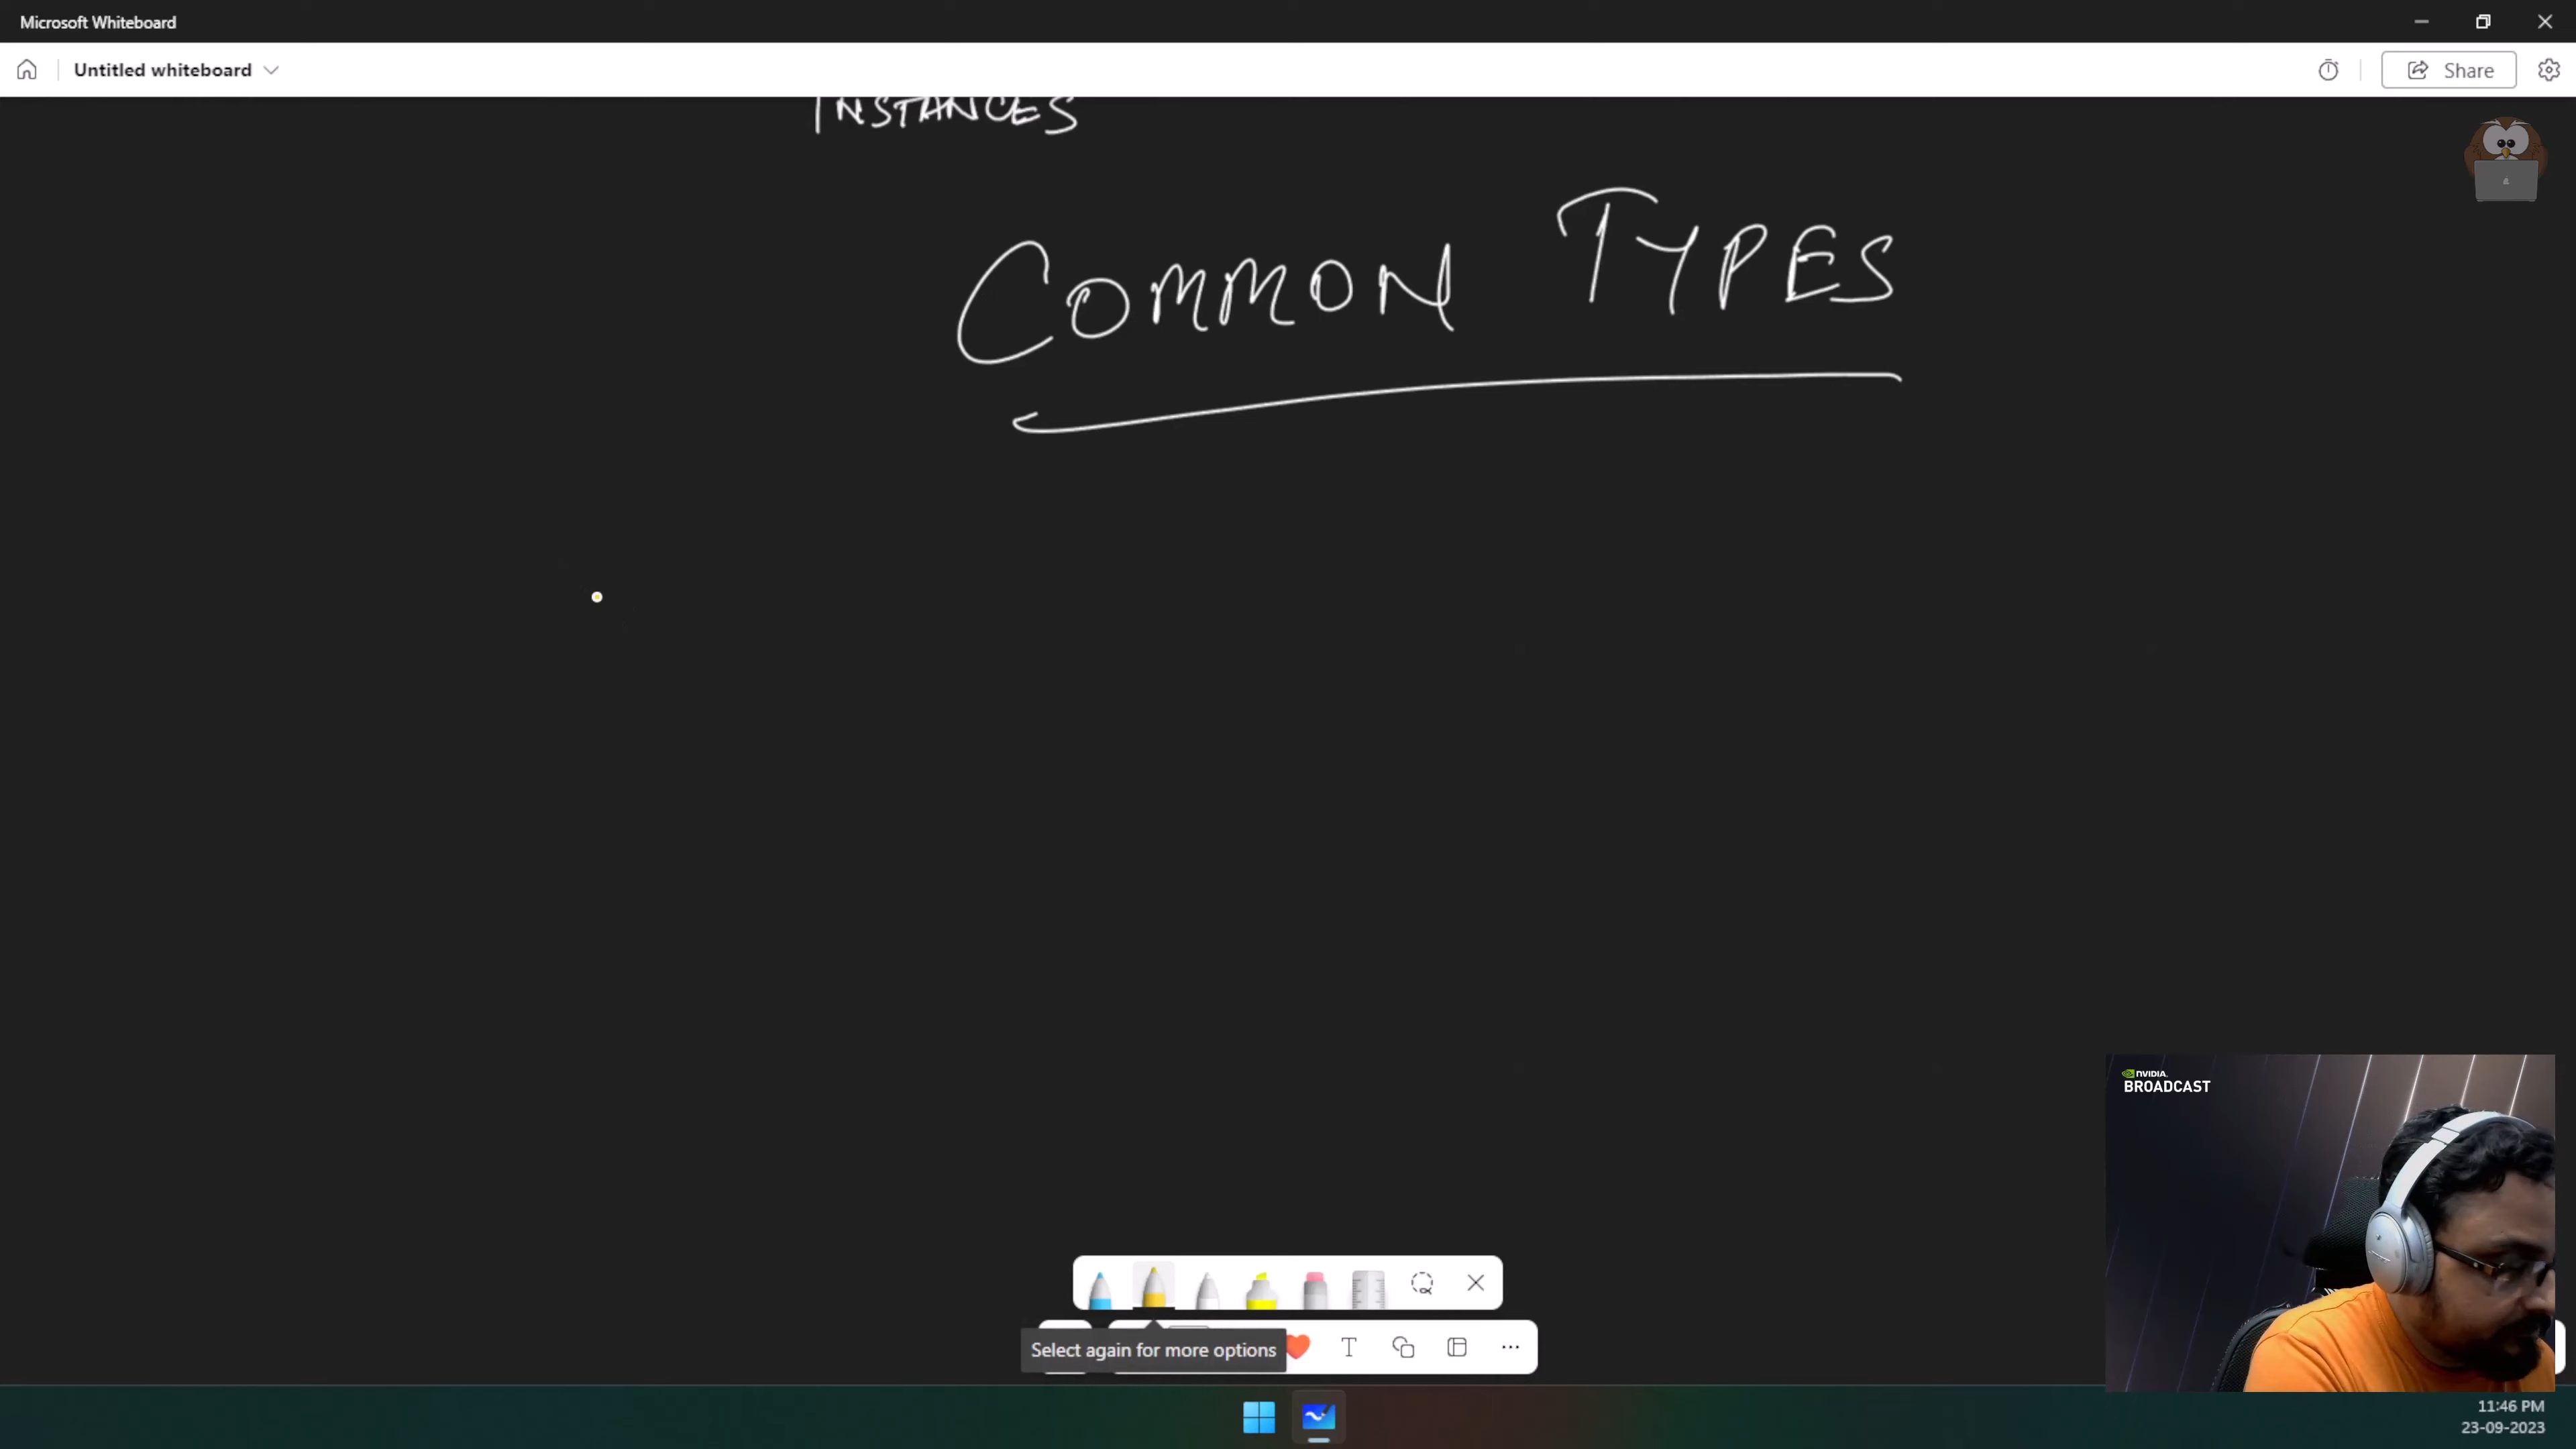 Microsoft Whiteboard
Untitled whiteboard
Share
INSTANCES
COMMON TYPES
NVIDIA.
BROADCAST
Select again for more options
T
11:46 PM
23-09-2023